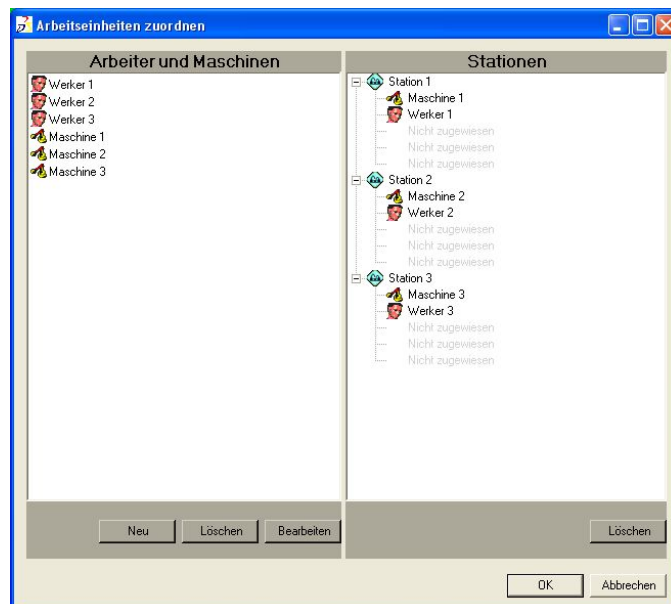 Arbeitseinheiten zuordnen
Arbeiter und Maschinen
Werker 1
Werker 2
Werker 3
Maschine 1
Maschine 2
Maschine 3
Neu
Löschen
Bearbeiten
Stationen
Station 1
Maschine 1
Werker 1
Nicht zugewiesen
Nicht zugewiesen
Nicht zugewiesen
Station 2
Maschine 2
Werker 2
Nicht zugewiesen
Nicht zugewiesen
Nicht zugewiesen
Station 3
Maschine 3
Werker 3
Nicht zugewiesen
Nicht zugewiesen
Nicht zugewiesen
Löschen
OK
Abbrechen